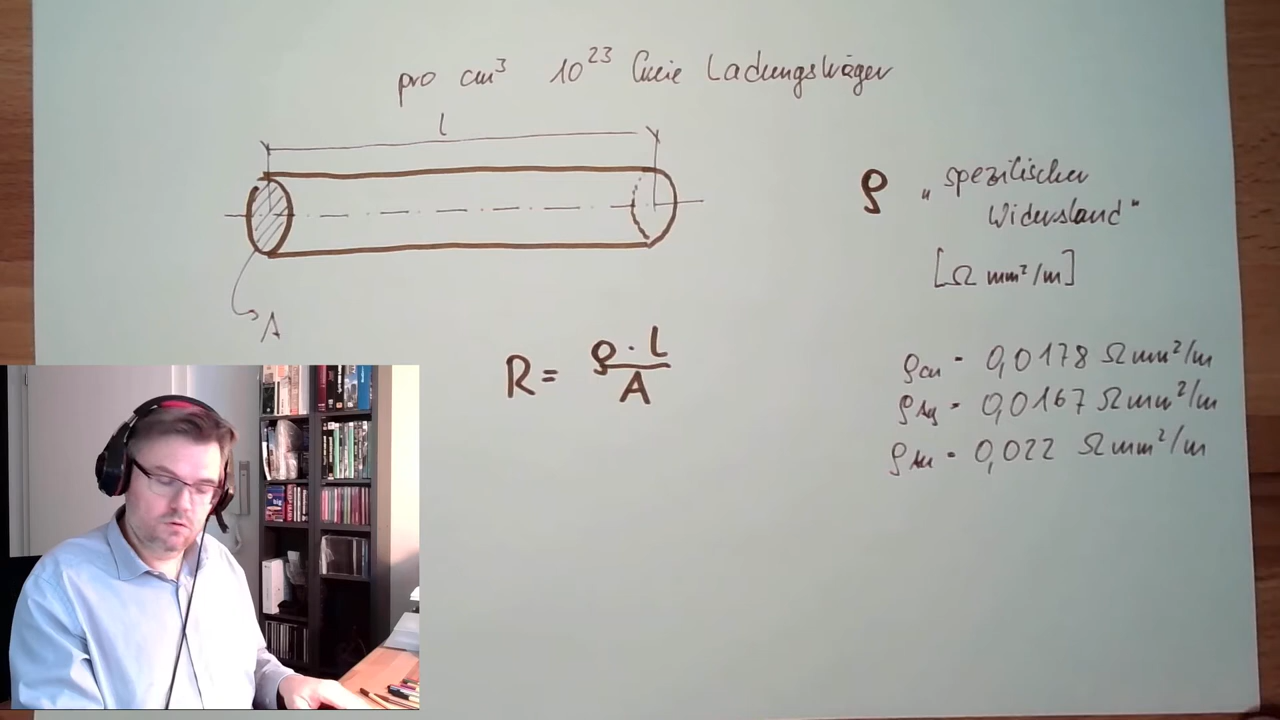 pro cm³ 10²³ freie Ladungsträger
l
A
R = ρ · l / A
ρ „spezifischer
Widerstand"
[Ω mm²/m]
ρcu = 0,0178 Ω mm²/m
ρAg = 0,0167 Ω mm²/m
ρAu = 0,022 Ω mm²/m
big